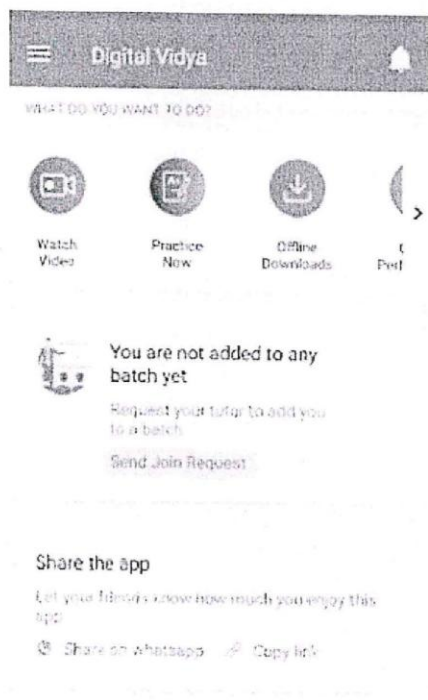 Digital Vidya
WHAT DO YOU WANT TO DO?
Watch
Video
Practice
Now
Offline
Downloads
Perf
You are not added to any
batch yet
Request your tutor to add you
to a batch
Send Join Request
Share the app
Let your friends know how much you enjoy this
app
Share on whatsapp
Copy link